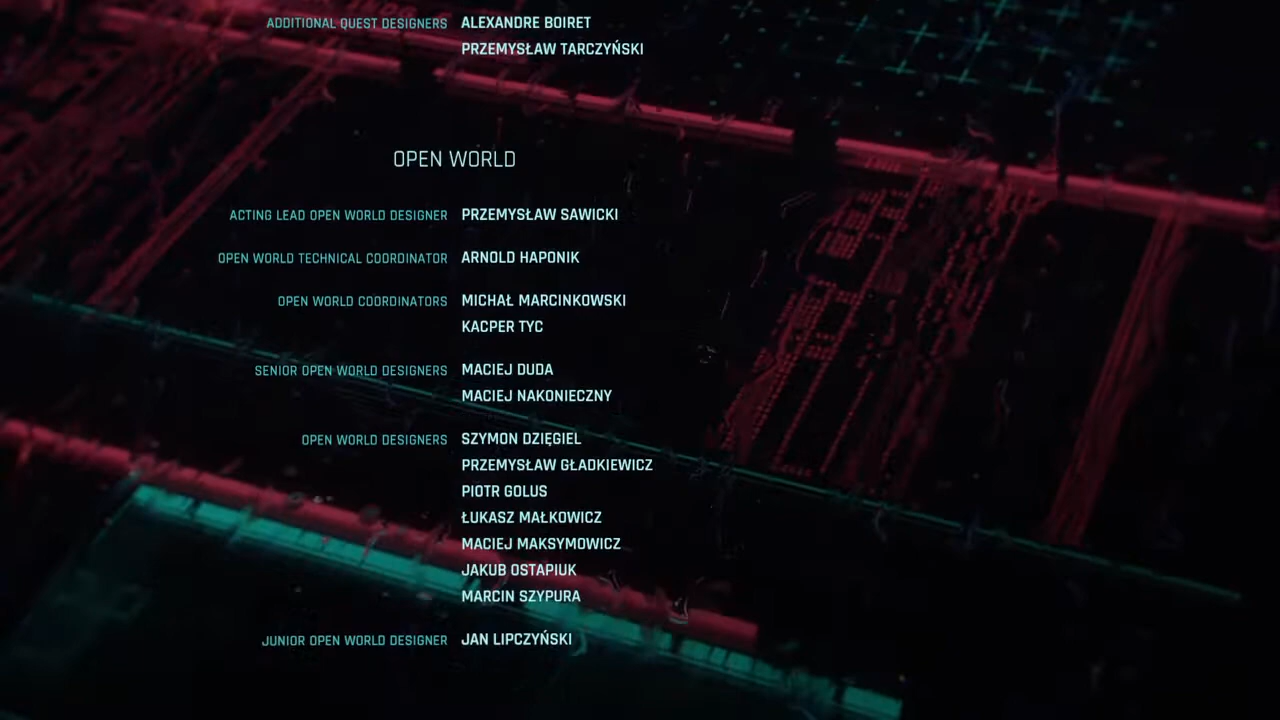 ADDITIONAL QUEST DESIGNERS ALEXANDRE BOIRET
PRZEMYSŁAW TARCZYŃSKI
OPEN WORLD
ACTING LEAD OPEN WORLD DESIGNER PRZEMYSŁAW SAWICKI
OPEN WORLD TECHNICAL COORDINATOR ARNOLD HAPONIK
OPEN WORLD COORDINATORS MICHAŁ MARCINKOWSKI
KACPER TYC
SENIOR OPEN WORLD DESIGNERS MACIEJ DUDA
MACIEJ NAKONIECZNY
OPEN WORLD DESIGNERS SZYMON DZIĘGIEL
PRZEMYSŁAW GŁADKIEWICZ
PIOTR GOLUS
ŁUKASZ MAŁKOWICZ
MACIEJ MAKSYMOWICZ
JAKUB OSTAPIUK
MARCIN SZYPURA
JUNIOR OPEN WORLD DESIGNER JAN LIPCZYŃSKI